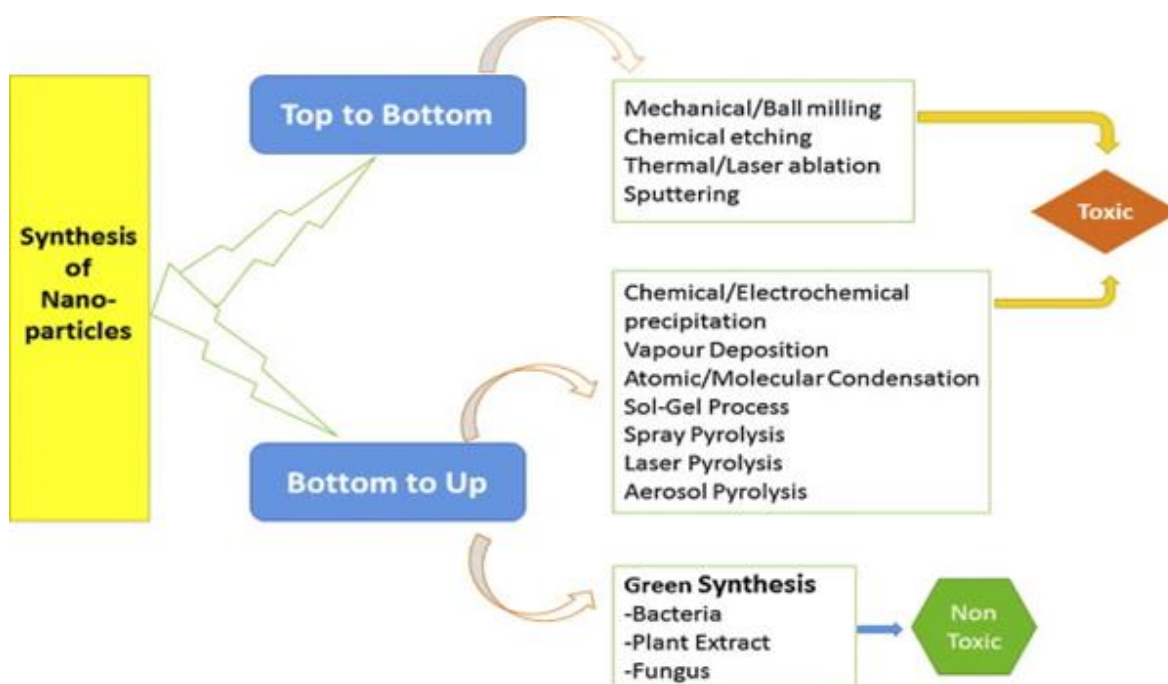 Synthesis
of
Nano-
particles
Top to Bottom
Mechanical/Ball milling
Chemical etching
Thermal/Laser ablation
Sputtering
Toxic
Chemical/Electrochemical
precipitation
Vapour Deposition
Atomic/Molecular Condensation
Sol-Gel Process
Spray Pyrolysis
Laser Pyrolysis
Aerosol Pyrolysis
Bottom to Up
Green Synthesis
-Bacteria
-Plant Extract
-Fungus
Non
Toxic